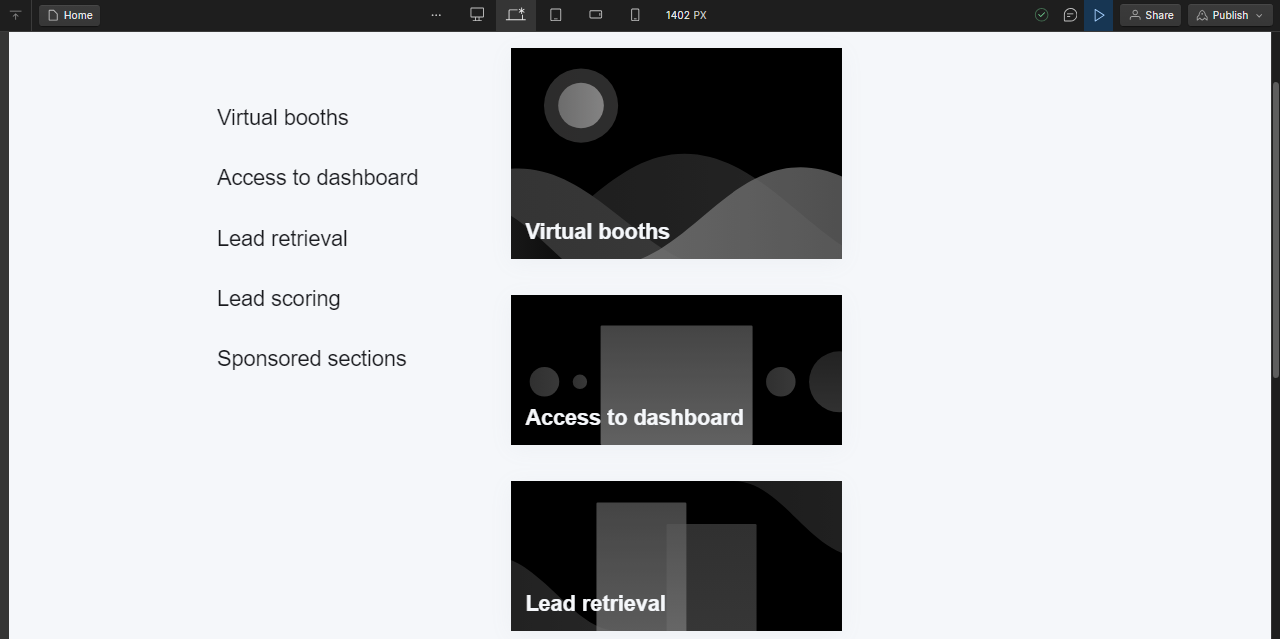 Home
1402 PX
Share
Publish
Virtual booths
Access to dashboard
Lead retrieval
Lead scoring
Sponsored sections
Virtual booths
Access to dashboard
Lead retrieval